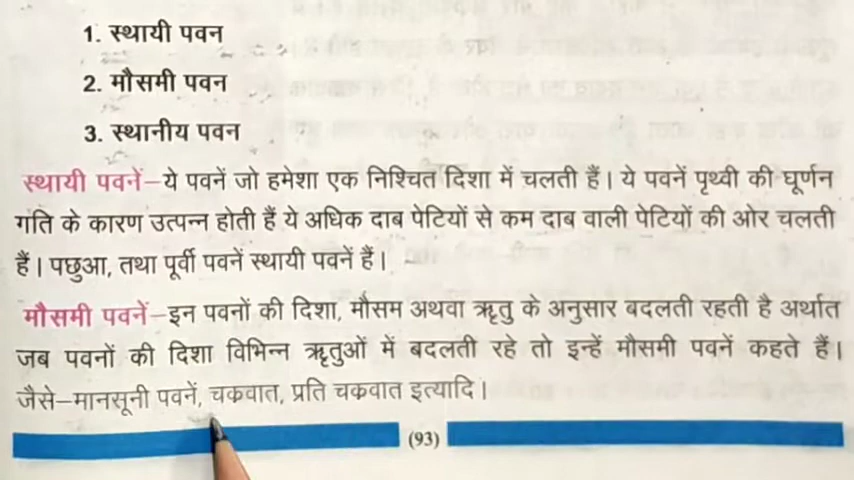 1. स्थायी पवन
2. मौसमी पवन
3. स्थानीय पवन
स्थायी पवनें–ये पवनें जो हमेशा एक निश्चित दिशा में चलती हैं। ये पवनें पृथ्वी की घूर्णन
गति के कारण उत्पन्न होती हैं ये अधिक दाब पेटियों से कम दाब वाली पेटियों की ओर चलती
हैं। पछुआ, तथा पूर्वी पवनें स्थायी पवनें हैं।
मौसमी पवनें–इन पवनों की दिशा, मौसम अथवा ऋतु के अनुसार बदलती रहती है अर्थात
जब पवनों की दिशा विभिन्न ऋतुओं में बदलती रहे तो इन्हें मौसमी पवनें कहते हैं।
जैसे–मानसूनी पवनें, चकवात, प्रति चकवात इत्यादि।
(93)